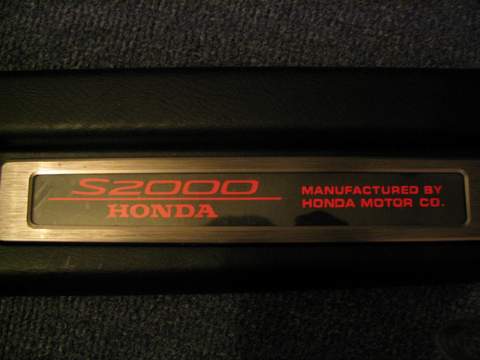 S2000
HONDA
MANUFACTURED BY
HONDA MOTOR CO.